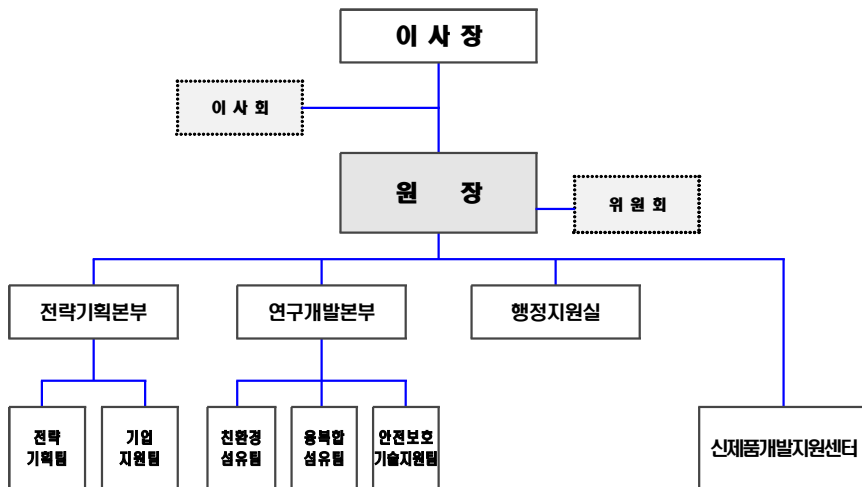 이 사 장
이 사 회
원 장
위 원 회
전략기획본부
연구개발본부
행정지원실
전략
기획팀
기업
지원팀
친환경
섬유팀
융복합
섬유팀
안전보호
기술지원팀
신제품개발지원센터